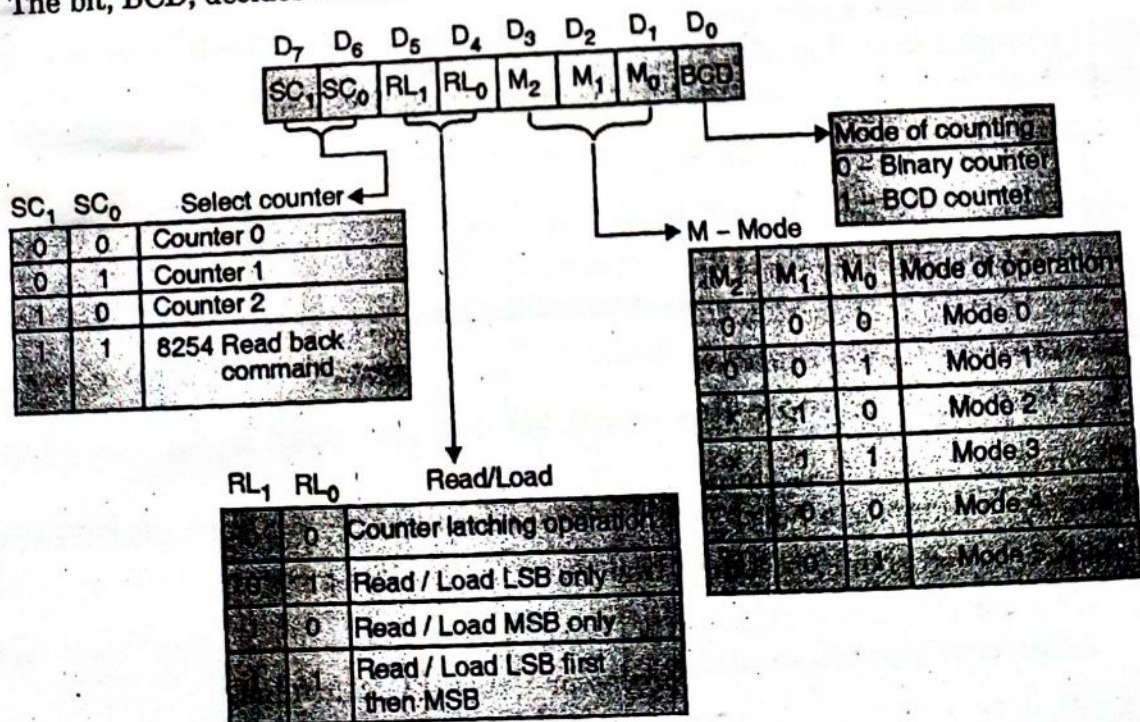 The bit, BCD, decides
D7 D6 D5 D4 D3 D2 D1 D0
SC1 SC0 RL1 RL0 M2 M1 M0 BCD
Mode of counting
0 – Binary counter
1 – BCD counter
SC1 SC0 Select counter
0 0 Counter 0
0 1 Counter 1
1 0 Counter 2
1 1 8254 Read back
command
M – Mode
M2 M1 M0 Mode of operation
0 0 0 Mode 0
0 0 1 Mode 1
1 0 Mode 2
1 1 Mode 3
0 0 Mode 4
0 1 Mode 5
RL1 RL0 Read/Load
0 0 Counter latching operation
0 1 Read / Load LSB only
1 0 Read / Load MSB only
1 1 Read / Load LSB first
then MSB